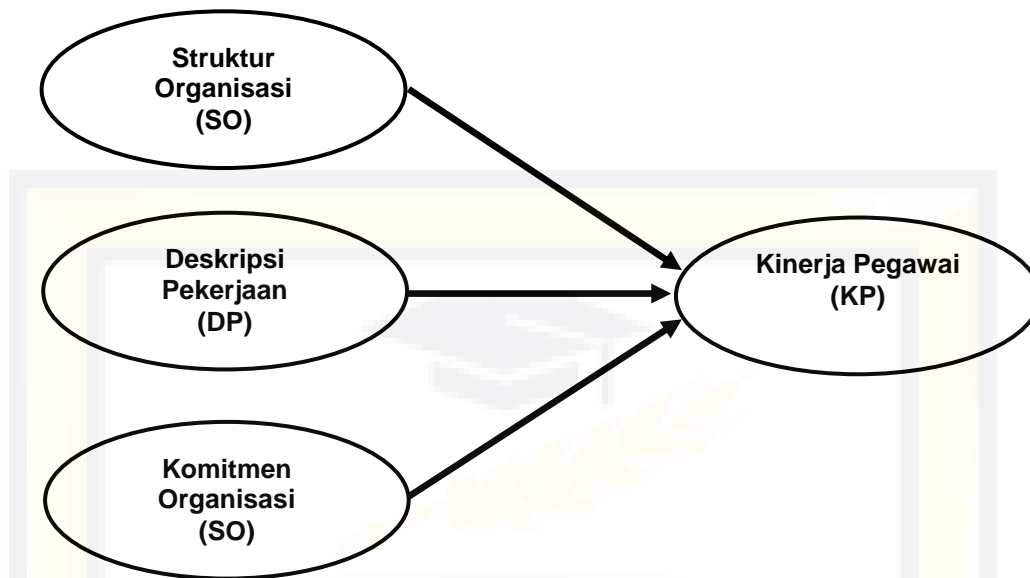 Struktur
Organisasi
(SO)
Deskripsi
Pekerjaan
(DP)
Kinerja Pegawai
(KP)
Komitmen
Organisasi
(SO)